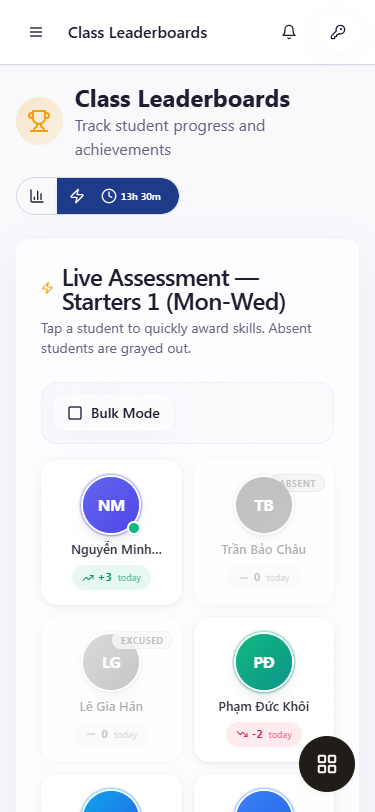 Class Leaderboards
Class Leaderboards
Track student progress and
achievements
13h 30m
Live Assessment —
Starters 1 (Mon-Wed)
Tap a student to quickly award skills. Absent
students are grayed out.
Bulk Mode
NM
Nguyễn Minh...
+3 today
ABSENT
TB
Trần Bảo Châu
0 today
EXCUSED
LG
Lê Gia Hân
0 today
PĐ
Phạm Đức Khôi
-2 today